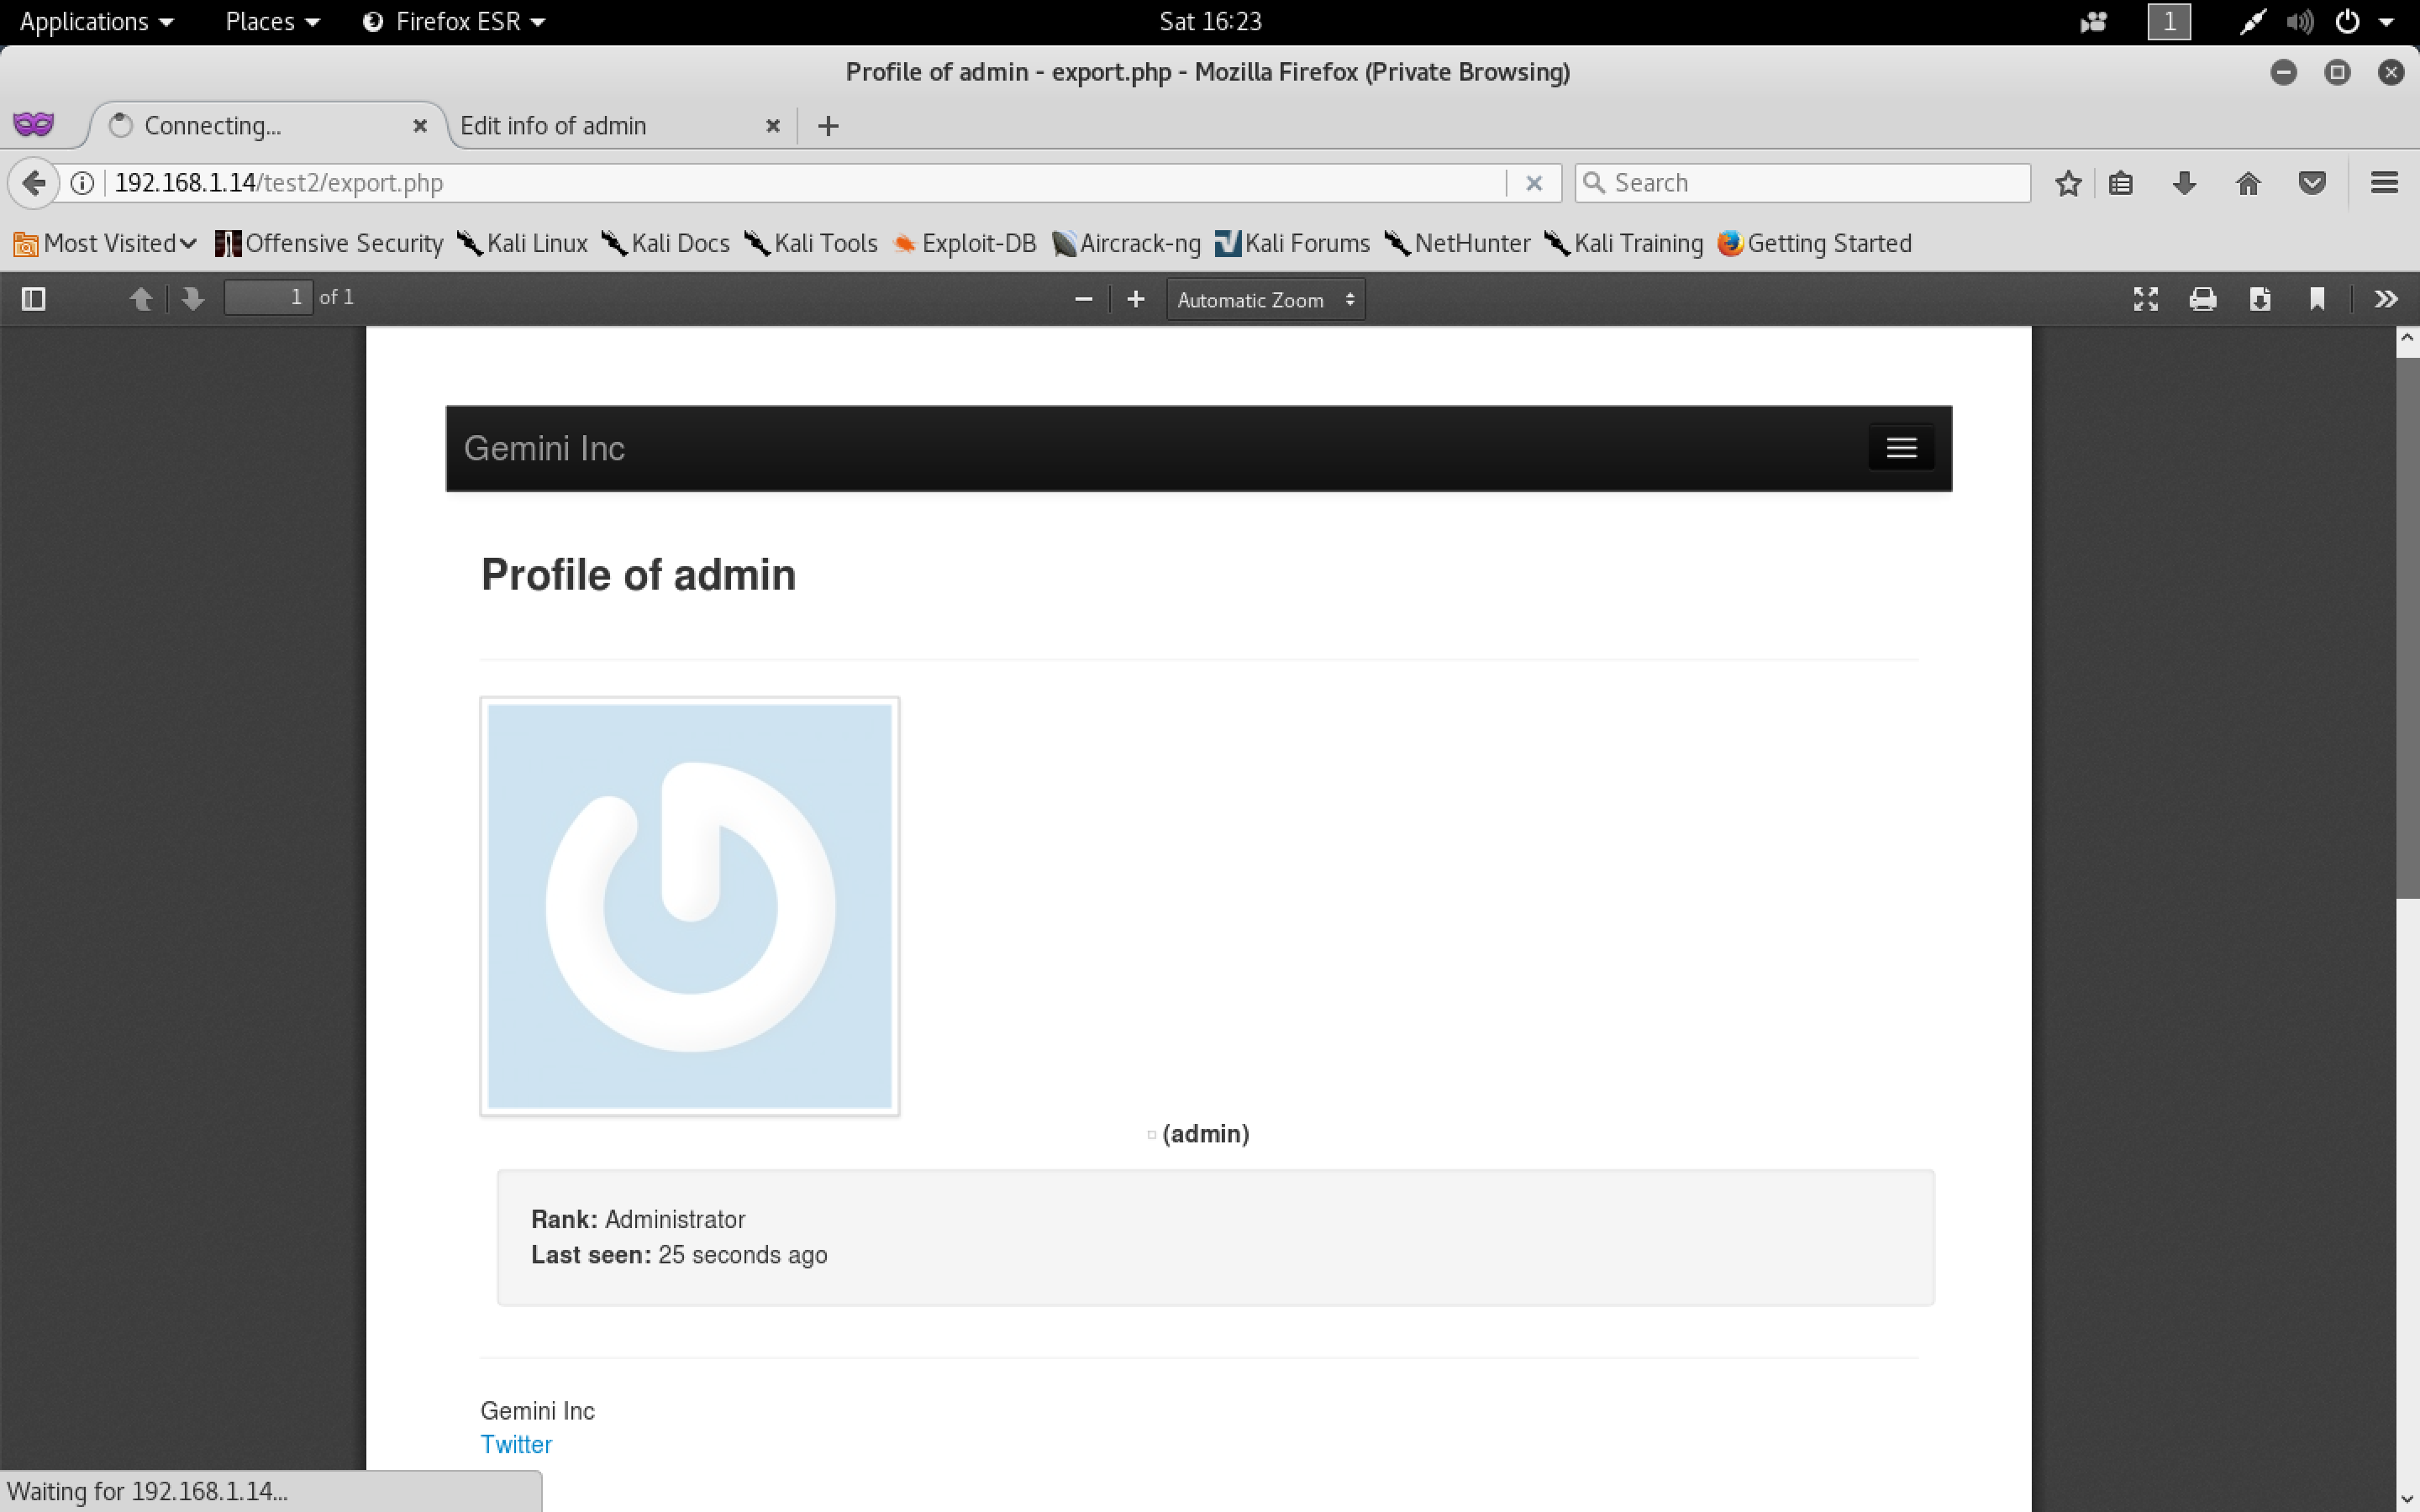 Applications Places Firefox ESR Sat 16:23 1
Profile of admin - export.php - Mozilla Firefox (Private Browsing)
Connecting... Edit info of admin
192.168.1.14/test2/export.php Search
Most Visited Offensive Security Kali Linux Kali Docs Kali Tools Exploit-DB Aircrack-ng Kali Forums NetHunter Kali Training Getting Started
1 of 1 Automatic Zoom
Gemini Inc
Profile of admin
(admin)
Rank: Administrator
Last seen: 25 seconds ago
Gemini Inc
Twitter
Waiting for 192.168.1.14...